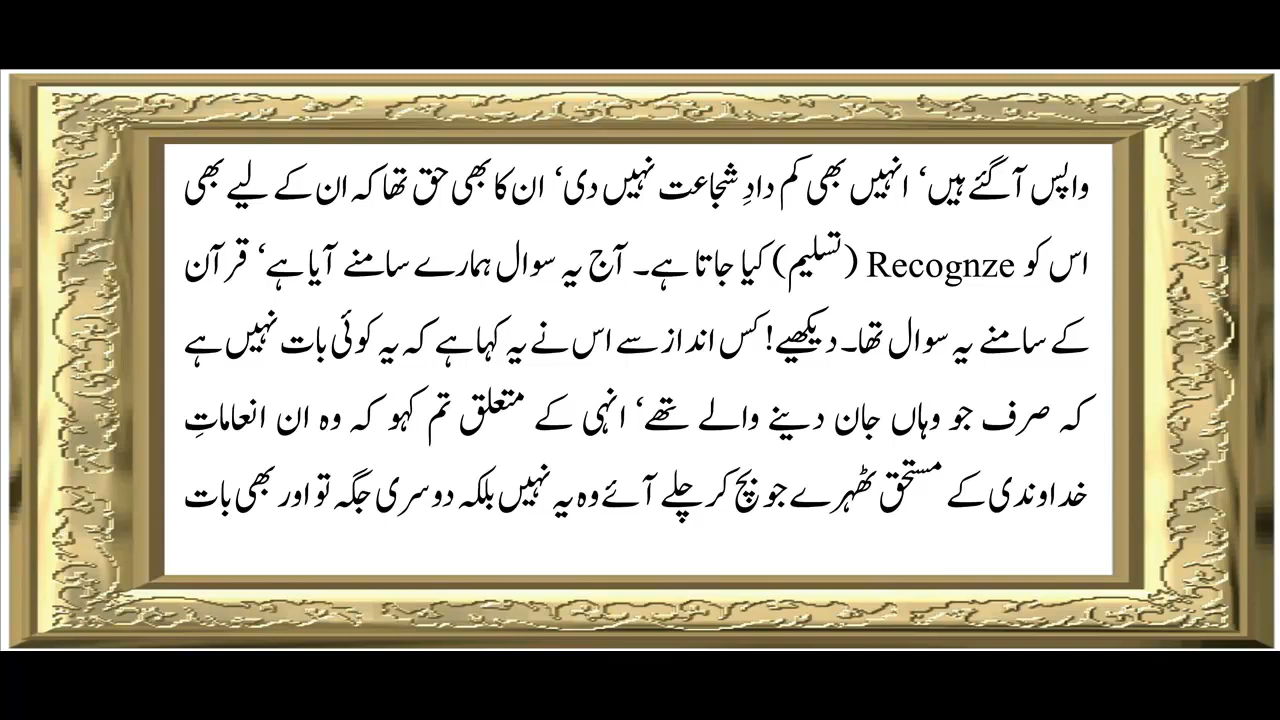 واپس آ گئے ہیں‘ انہیں بھی کم دادِ شجاعت نہیں دی‘ ان کا بھی حق تھا کہ ان کے لیے بھی
اس کو Recognze (تسلیم) کیا جاتا ہے۔ آج یہ سوال ہمارے سامنے آیا ہے‘ قرآن
کے سامنے یہ سوال تھا۔ دیکھیے! کس انداز سے اس نے یہ کہا ہے کہ یہ کوئی بات نہیں ہے
کہ صرف جو وہاں جان دینے والے تھے‘ انہی کے متعلق تم کہو کہ وہ ان انعاماتِ
خداوندی کے مستحق ٹھہرے جو بچ کر چلے آئے وہ یہ نہیں بلکہ دوسری جگہ تو اور بھی بات